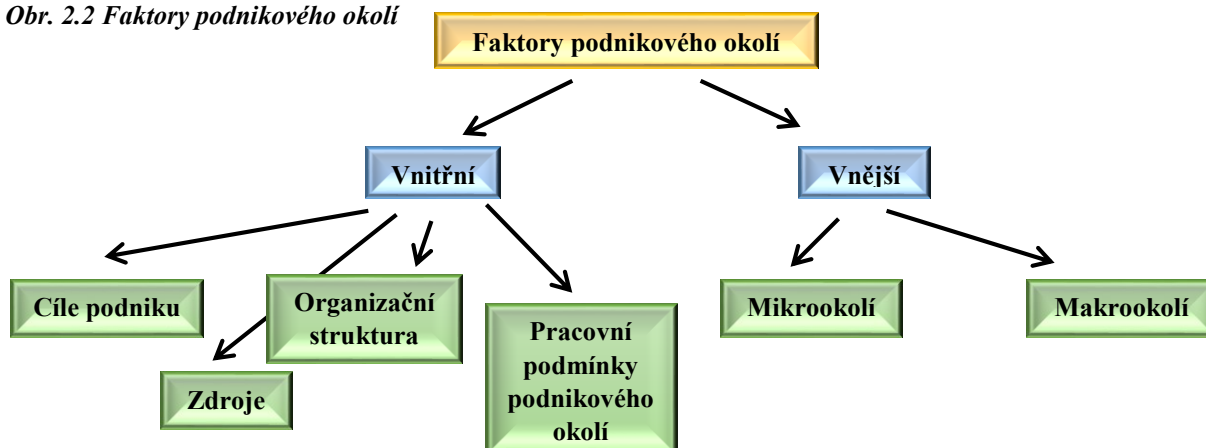 Obr. 2.2 Faktory podnikového okolí
Faktory podnikového okolí
Vnitřní
Vnější
Cíle podniku
Organizační
struktura
Mikrookolí
Makrookolí
Pracovní
podmínky
podnikového
okolí
Zdroje